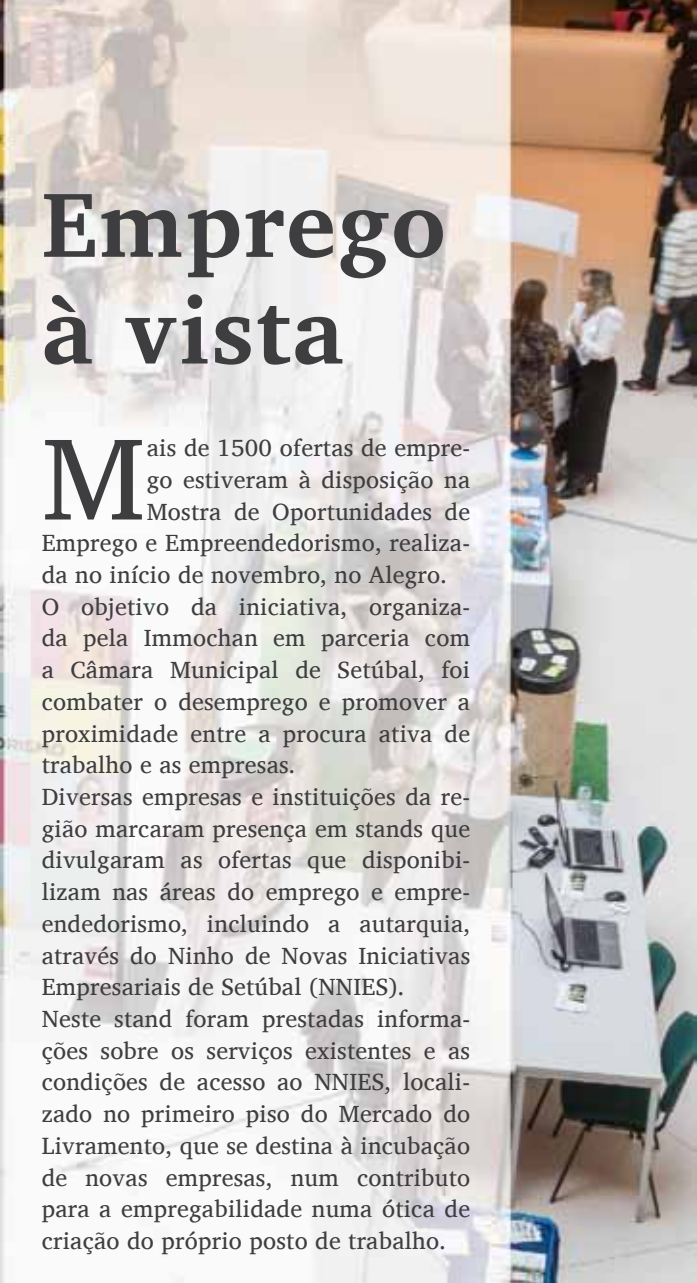 Emprego
à vista
Mais de 1500 ofertas de empre-
go estiveram à disposição na
Mostra de Oportunidades de
Emprego e Empreendedorismo, realiza-
da no início de novembro, no Alegro.
O objetivo da iniciativa, organiza-
da pela Immochan em parceria com
a Câmara Municipal de Setúbal, foi
combater o desemprego e promover a
proximidade entre a procura ativa de
trabalho e as empresas.
Diversas empresas e instituições da re-
gião marcaram presença em stands que
divulgaram as ofertas que disponibi-
lizam nas áreas do emprego e empre-
endedorismo, incluindo a autarquia,
através do Ninho de Novas Iniciativas
Empresariais de Setúbal (NNIES).
Neste stand foram prestadas informa-
ções sobre os serviços existentes e as
condições de acesso ao NNIES, locali-
zado no primeiro piso do Mercado do
Livramento, que se destina à incubação
de novas empresas, num contributo
para a empregabilidade numa ótica de
criação do próprio posto de trabalho.